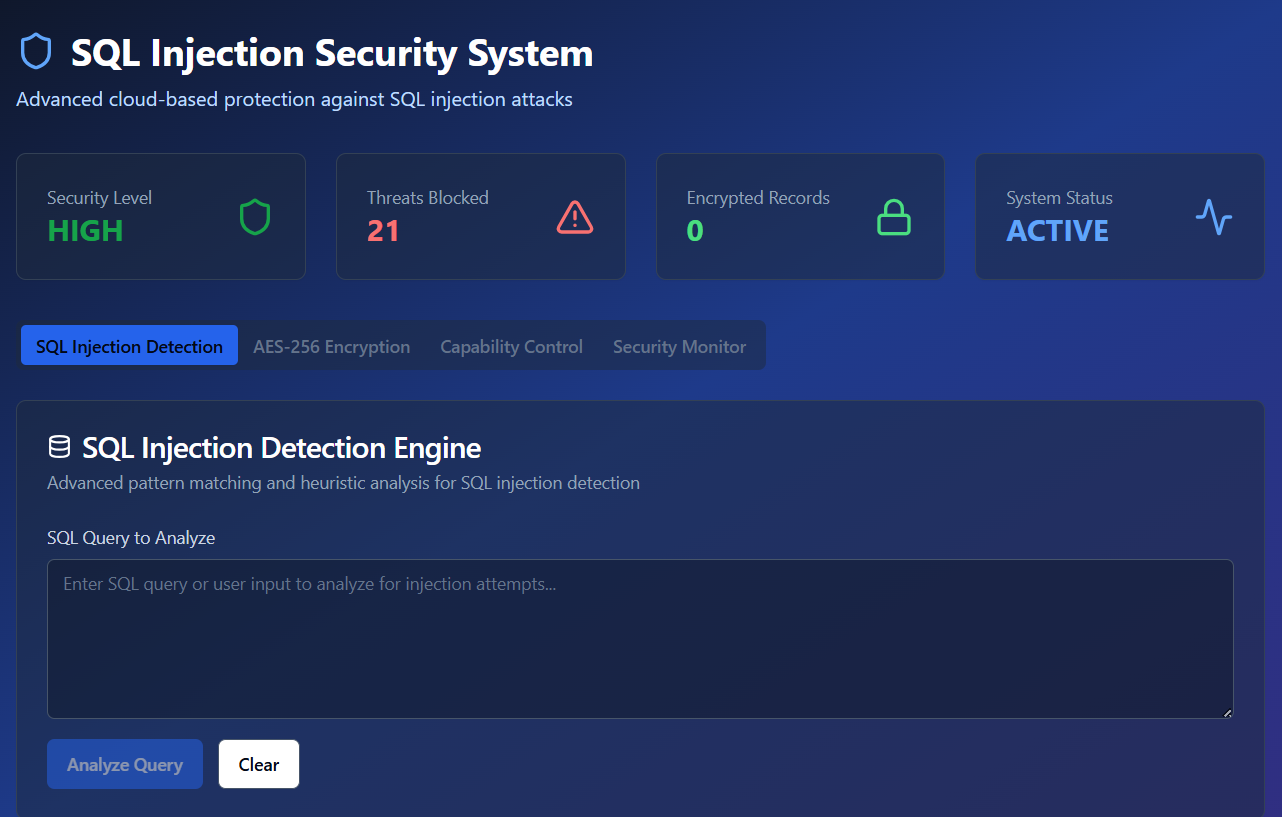 SQL Injection Security System
Advanced cloud-based protection against SQL injection attacks
Security Level
HIGH
Threats Blocked
21
Encrypted Records
0
System Status
ACTIVE
SQL Injection Detection
AES-256 Encryption
Capability Control
Security Monitor
SQL Injection Detection Engine
Advanced pattern matching and heuristic analysis for SQL injection detection
SQL Query to Analyze
Enter SQL query or user input to analyze for injection attempts...
Analyze Query
Clear